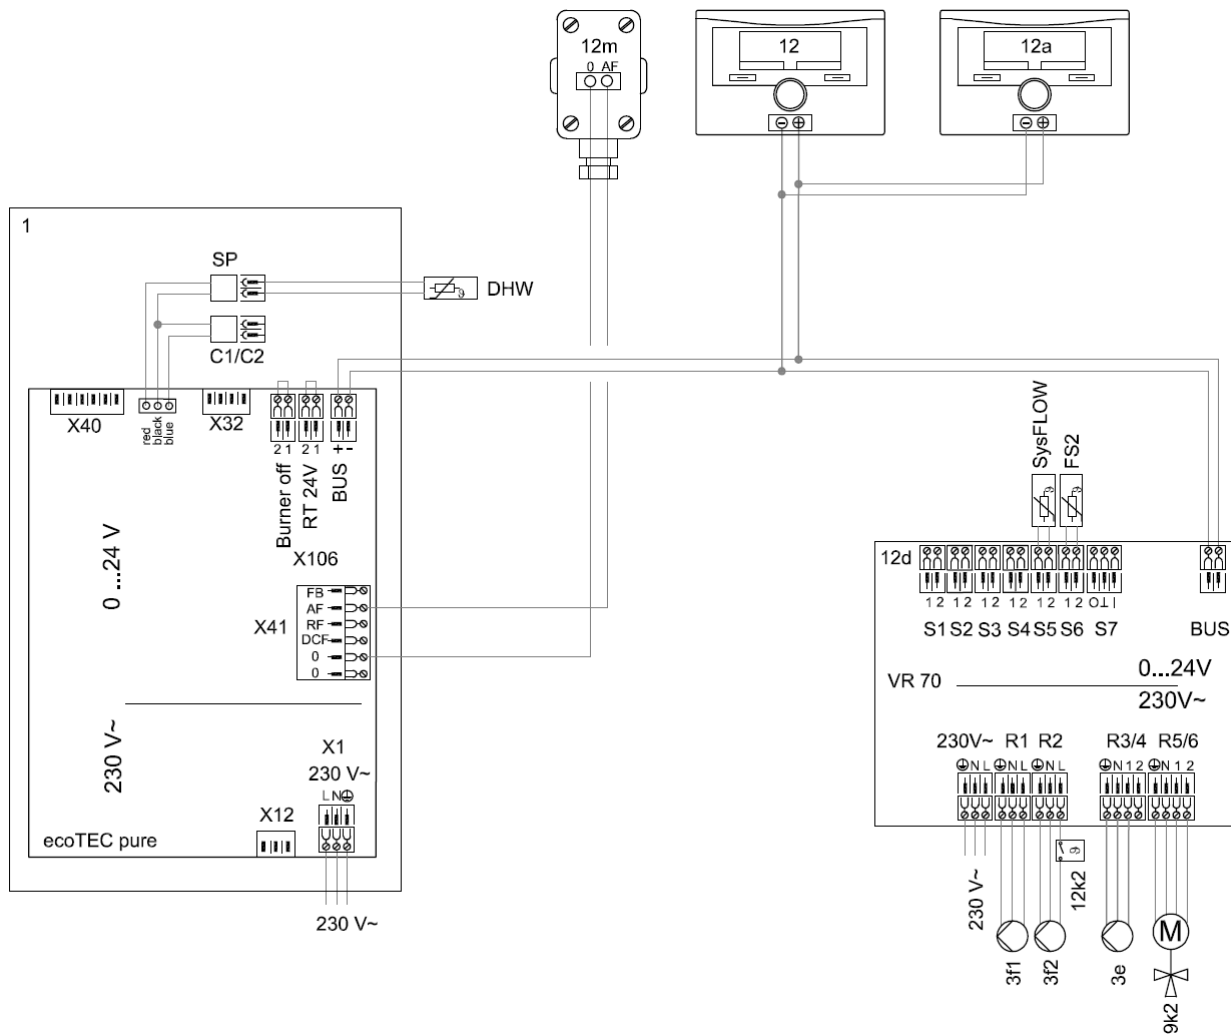 12m
0 AF
12
12a
1
SP
DHW
C1/C2
X40
red
black
blue
X32
2 1
2 1
+ -
Burner off
RT 24V
BUS
X106
0 ...24 V
X41
FB
AF
RF
DCF
0
0
230 V~
X1
230 V~
L N
X12
ecoTEC pure
230 V~
SysFLOW
FS2
12d
1 2
1 2
1 2
1 2
1 2
1 2
O T I
S1 S2 S3 S4 S5 S6 S7
BUS
VR 70
0...24V
230V~
230V~ R1 R2 R3/4 R5/6
N L
N L
N L
N 1 2
N 1 2
230 V~
12k2
3f1
3f2
3e
M
9k2